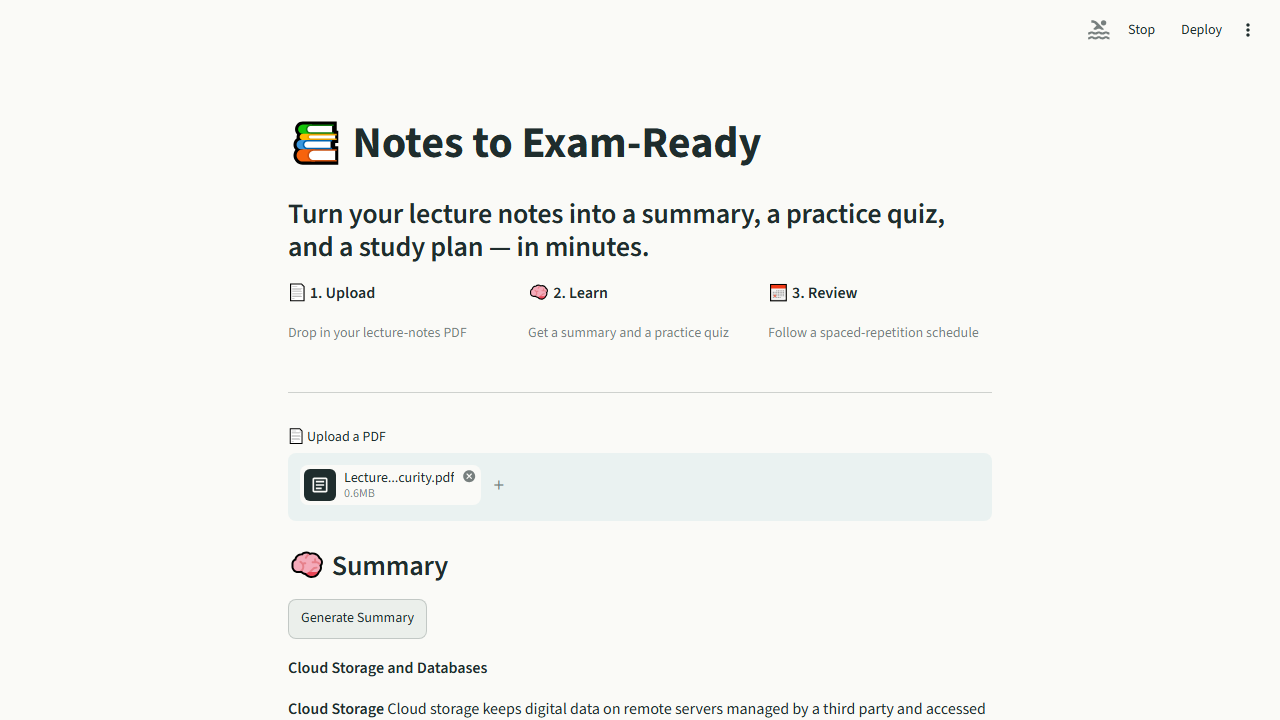 Stop Deploy
Notes to Exam-Ready
Turn your lecture notes into a summary, a practice quiz,
and a study plan — in minutes.
1. Upload
Drop in your lecture-notes PDF
2. Learn
Get a summary and a practice quiz
3. Review
Follow a spaced-repetition schedule
Upload a PDF
Lecture...curity.pdf
0.6MB
Summary
Generate Summary
Cloud Storage and Databases
Cloud Storage Cloud storage keeps digital data on remote servers managed by a third party and accessed